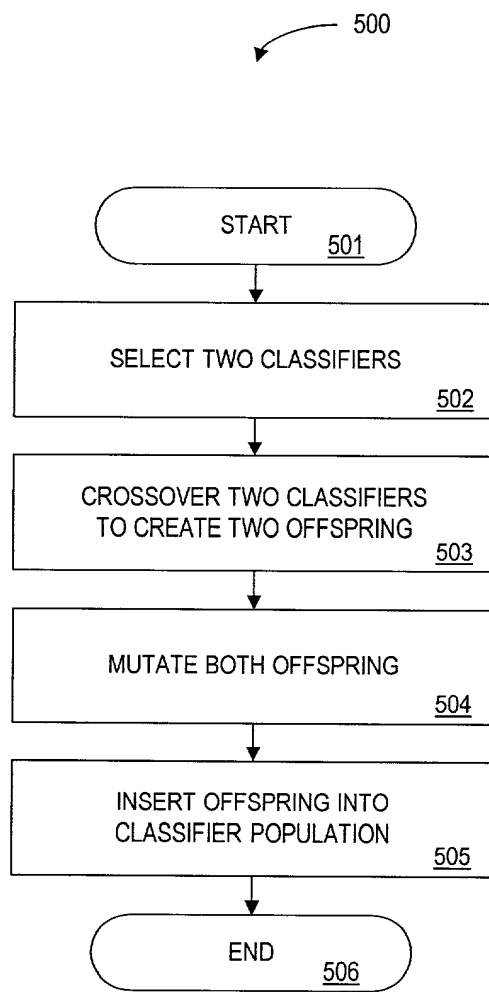 500
START
501
SELECT TWO CLASSIFIERS
502
CROSSOVER TWO CLASSIFIERS
TO CREATE TWO OFFSPRING
503
MUTATE BOTH OFFSPRING
504
INSERT OFFSPRING INTO
CLASSIFIER POPULATION
505
END
506